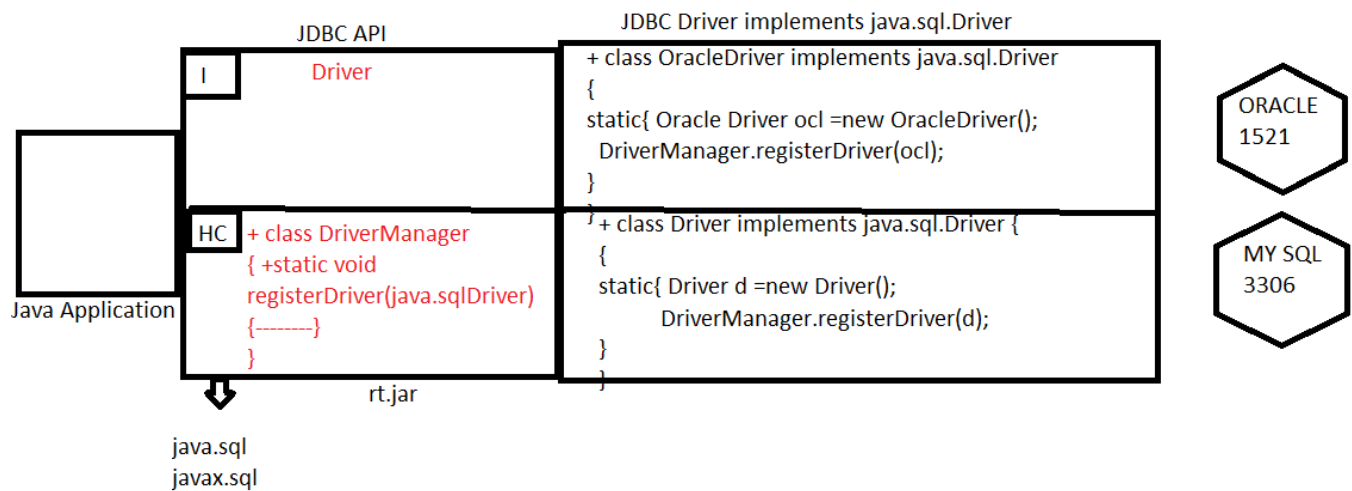 JDBC API
JDBC Driver implements java.sql.Driver
I
Driver
+ class OracleDriver implements java.sql.Driver
{
static{ Oracle Driver ocl =new OracleDriver();
DriverManager.registerDriver(ocl);
}
}
ORACLE
1521
Java Application
HC
+ class DriverManager
{ +static void
registerDriver(java.sqlDriver)
{--------}
}
+ class Driver implements java.sql.Driver {
{
static{ Driver d =new Driver();
DriverManager.registerDriver(d);
}
}
MY SQL
3306
rt.jar
java.sql
javax.sql